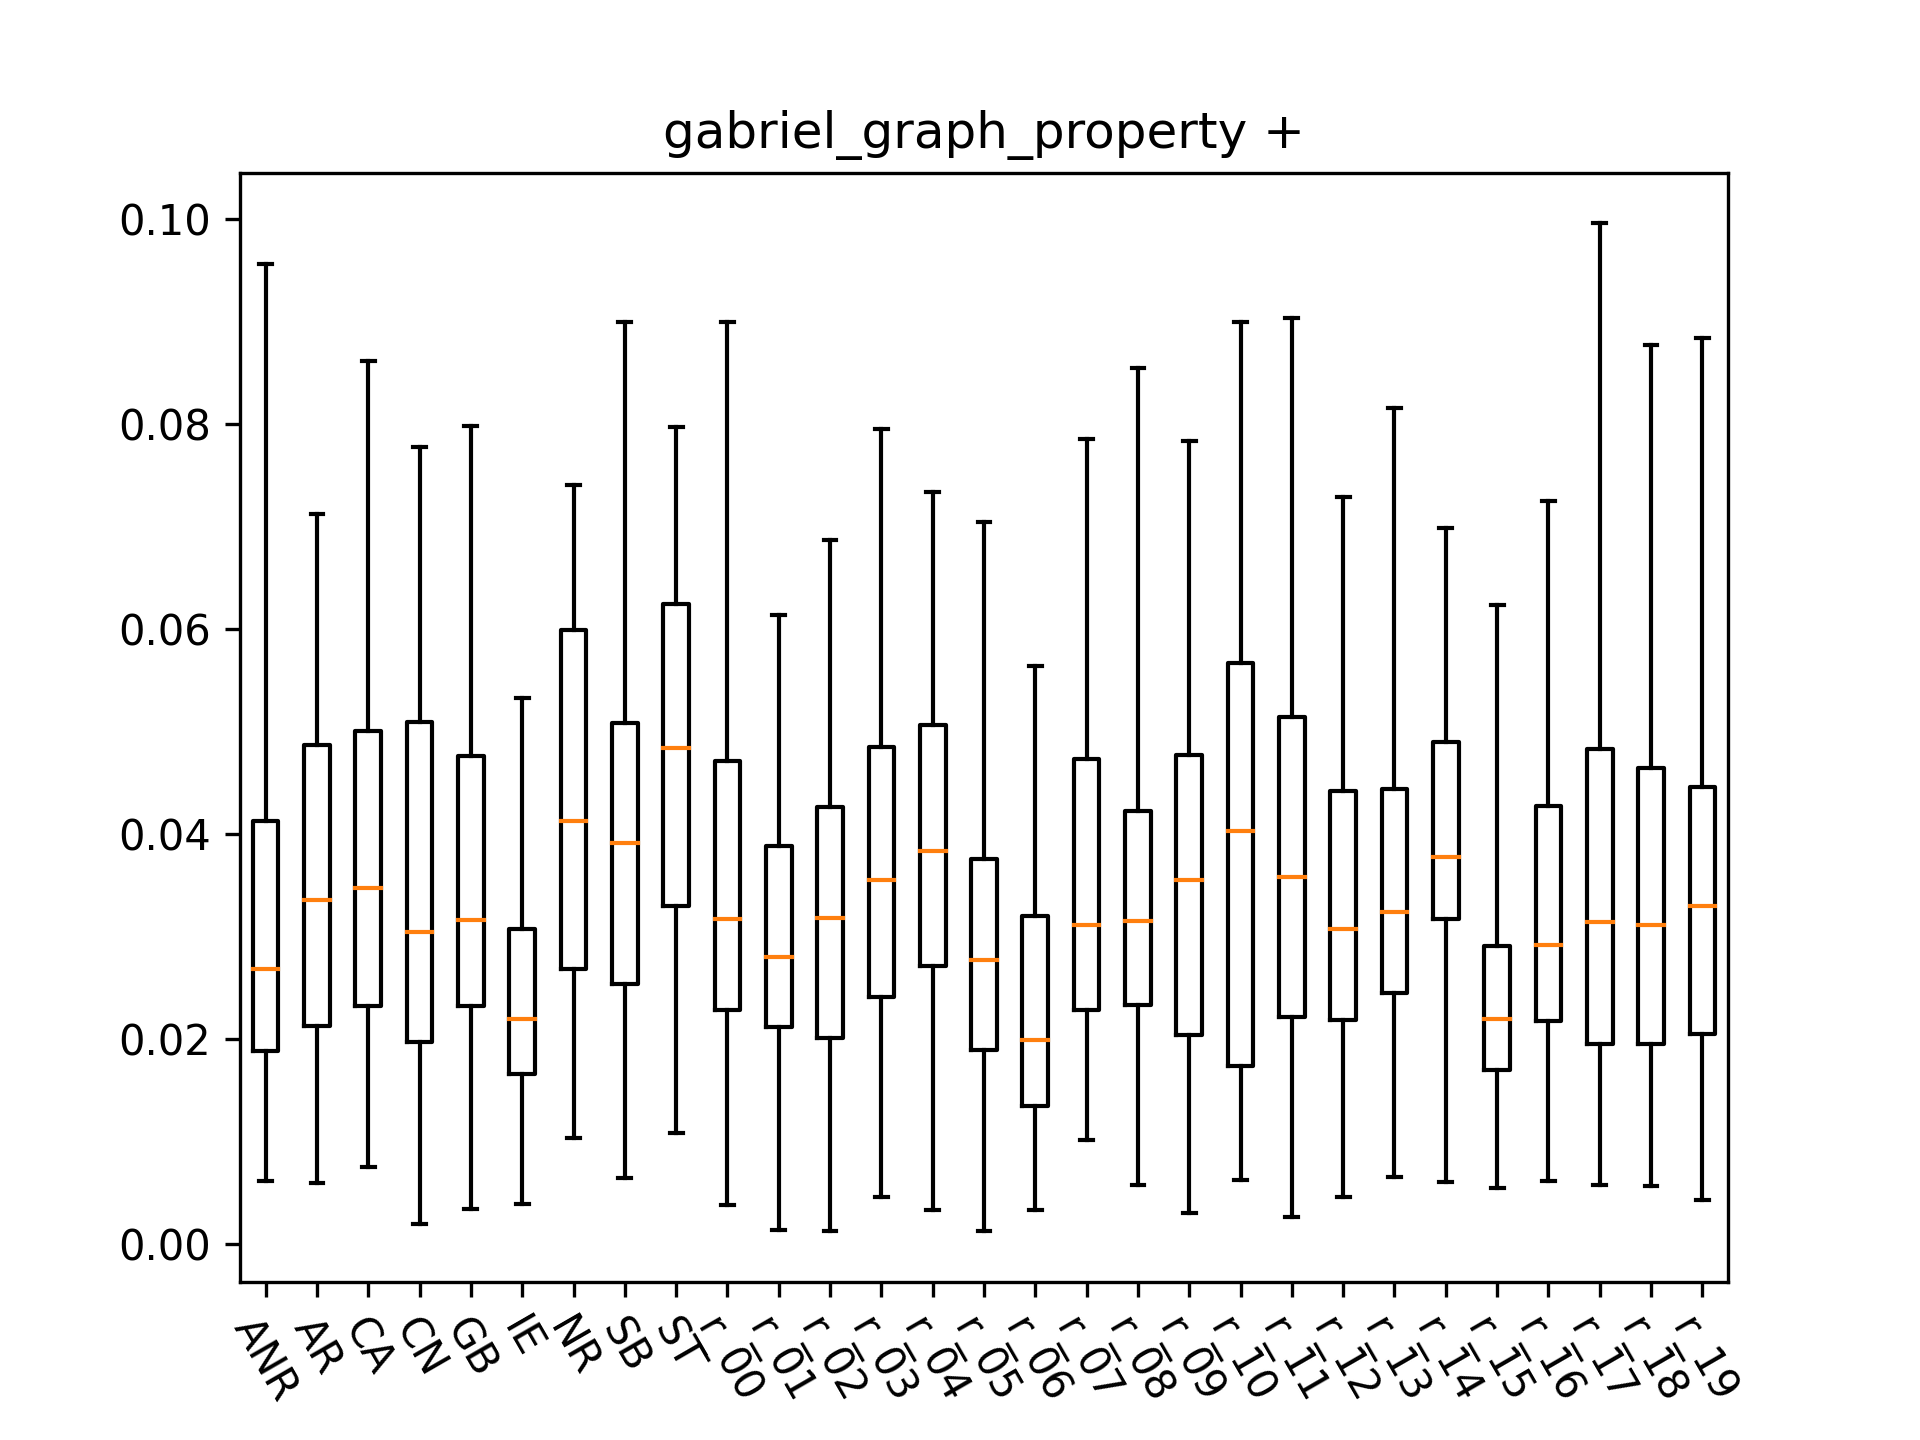 gabriel_graph_property +
0.10
0.08
0.06
0.04
0.02
0.00
ANR
AR
CA
CN
GB
IE
NR
SB
ST
r_00
r_01
r_02
r_03
r_04
r_05
r_06
r_07
r_08
r_09
r_10
r_11
r_12
r_13
r_14
r_15
r_16
r_17
r_18
r_19